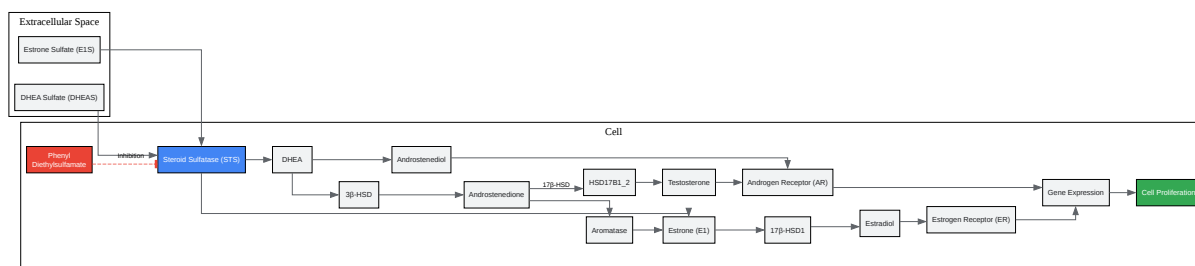 Extracellular Space
Estrone Sulfate (E1S)
DHEA Sulfate (DHEAS)
Cell
Phenyl
Diethylsulfamate
Inhibition
Steroid Sulfatase (STS)
DHEA
Androstenediol
3β-HSD
Androstenedione
17β-HSD
HSD17B1_2
Testosterone
Androgen Receptor (AR)
Aromatase
Estrone (E1)
17β-HSD1
Estradiol
Estrogen Receptor (ER)
Gene Expression
Cell Proliferation